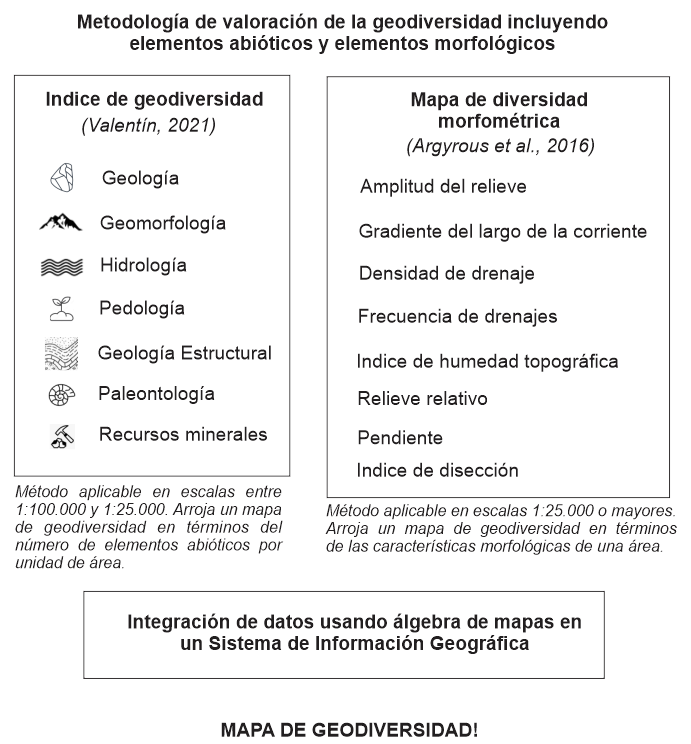 Metodología de valoración de la geodiversidad incluyendo
elementos abióticos y elementos morfológicos
Indice de geodiversidad
(Valentín, 2021)
Geología
Geomorfología
Hidrología
Pedología
Geología Estructural
Paleontología
Recursos minerales
Método aplicable en escalas entre
1:100.000 y 1:25.000. Arroja un mapa
de geodiversidad en términos del
número de elementos abióticos por
unidad de área.
Mapa de diversidad
morfométrica
(Argyrous et al., 2016)
Amplitud del relieve
Gradiente del largo de la corriente
Densidad de drenaje
Frecuencia de drenajes
Indice de humedad topográfica
Relieve relativo
Pendiente
Indice de disección
Método aplicable en escalas 1:25.000 o mayores.
Arroja un mapa de geodiversidad en términos
de las características morfológicas de una área.
Integración de datos usando álgebra de mapas en
un Sistema de Información Geográfica
MAPA DE GEODIVERSIDAD!